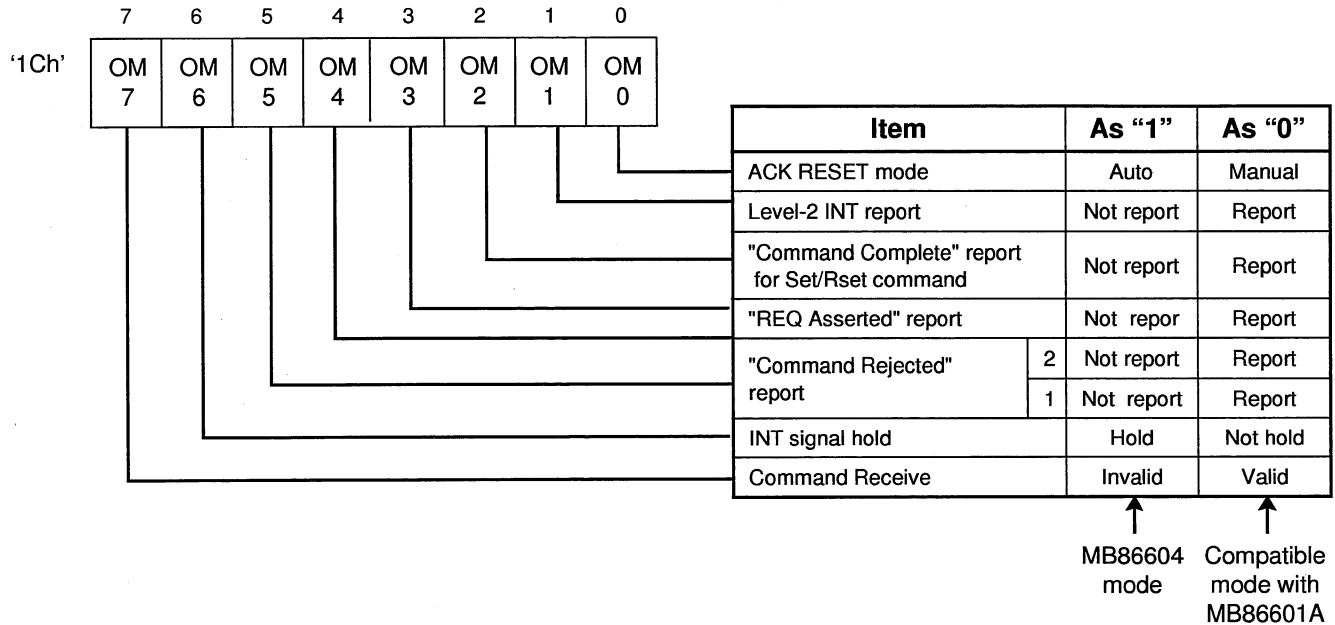 7 6 5 4 3 2 1 0
'1Ch' OM OM OM OM OM OM OM OM
7 6 5 4 3 2 1 0
Item As "1" As "0"
ACK RESET mode Auto Manual
Level-2 INT report Not report Report
"Command Complete" report
for Set/Rset command Not report Report
"REQ Asserted" report Not repor Report
"Command Rejected"
report
2 Not report Report
1 Not report Report
INT signal hold Hold Not hold
Command Receive Invalid Valid
MB86604
mode
Compatible
mode with
MB86601A